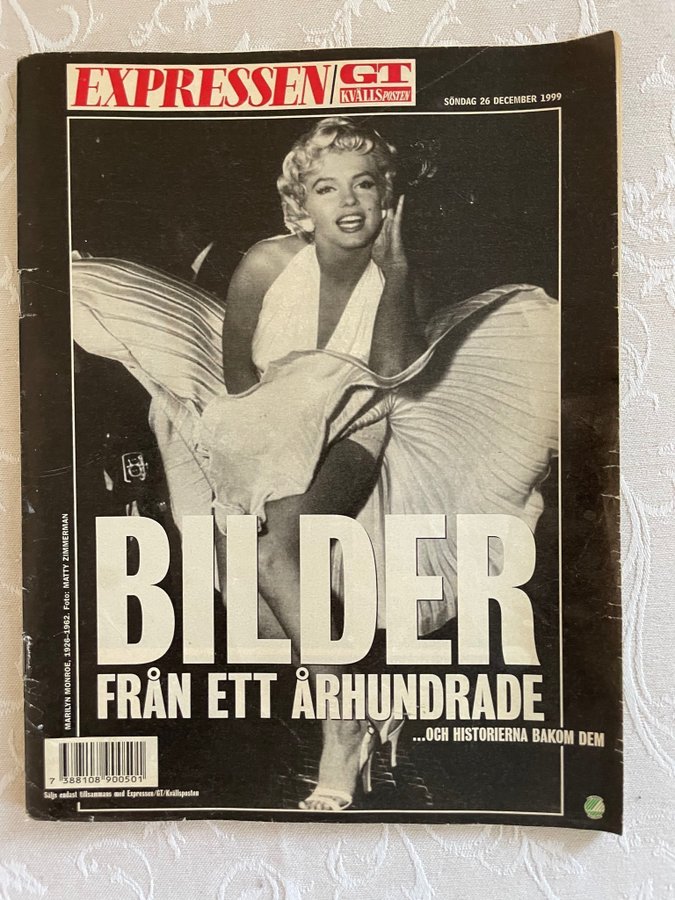 EXPRESSEN/GT
KVÄLLSPOSTEN
SÖNDAG 26 DECEMBER 1999
MARILYN MONROE, 1926–1962. Foto: MATTY ZIMMERMAN
BILDER
FRÅN ETT ÅRHUNDRADE
...OCH HISTORIERNA BAKOM DEM
7 388108 900501
Säljs endast tillsammans med Expressen/GT/Kvällsposten